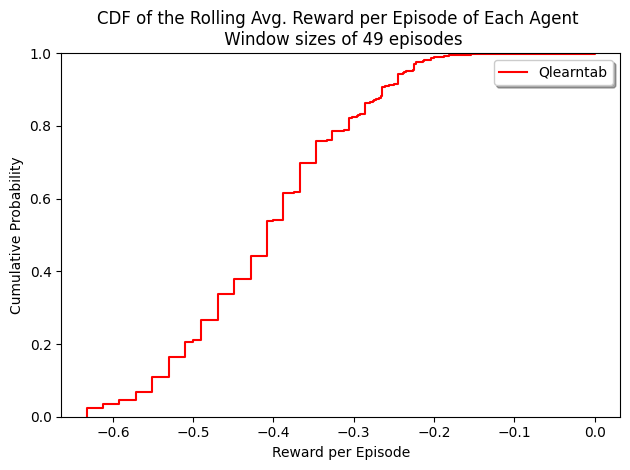 CDF of the Rolling Avg. Reward per Episode of Each Agent
Window sizes of 49 episodes
Qlearntab
Cumulative Probability
1.0
0.8
0.6
0.4
0.2
0.0
−0.6
−0.5
−0.4
−0.3
−0.2
−0.1
0.0
Reward per Episode